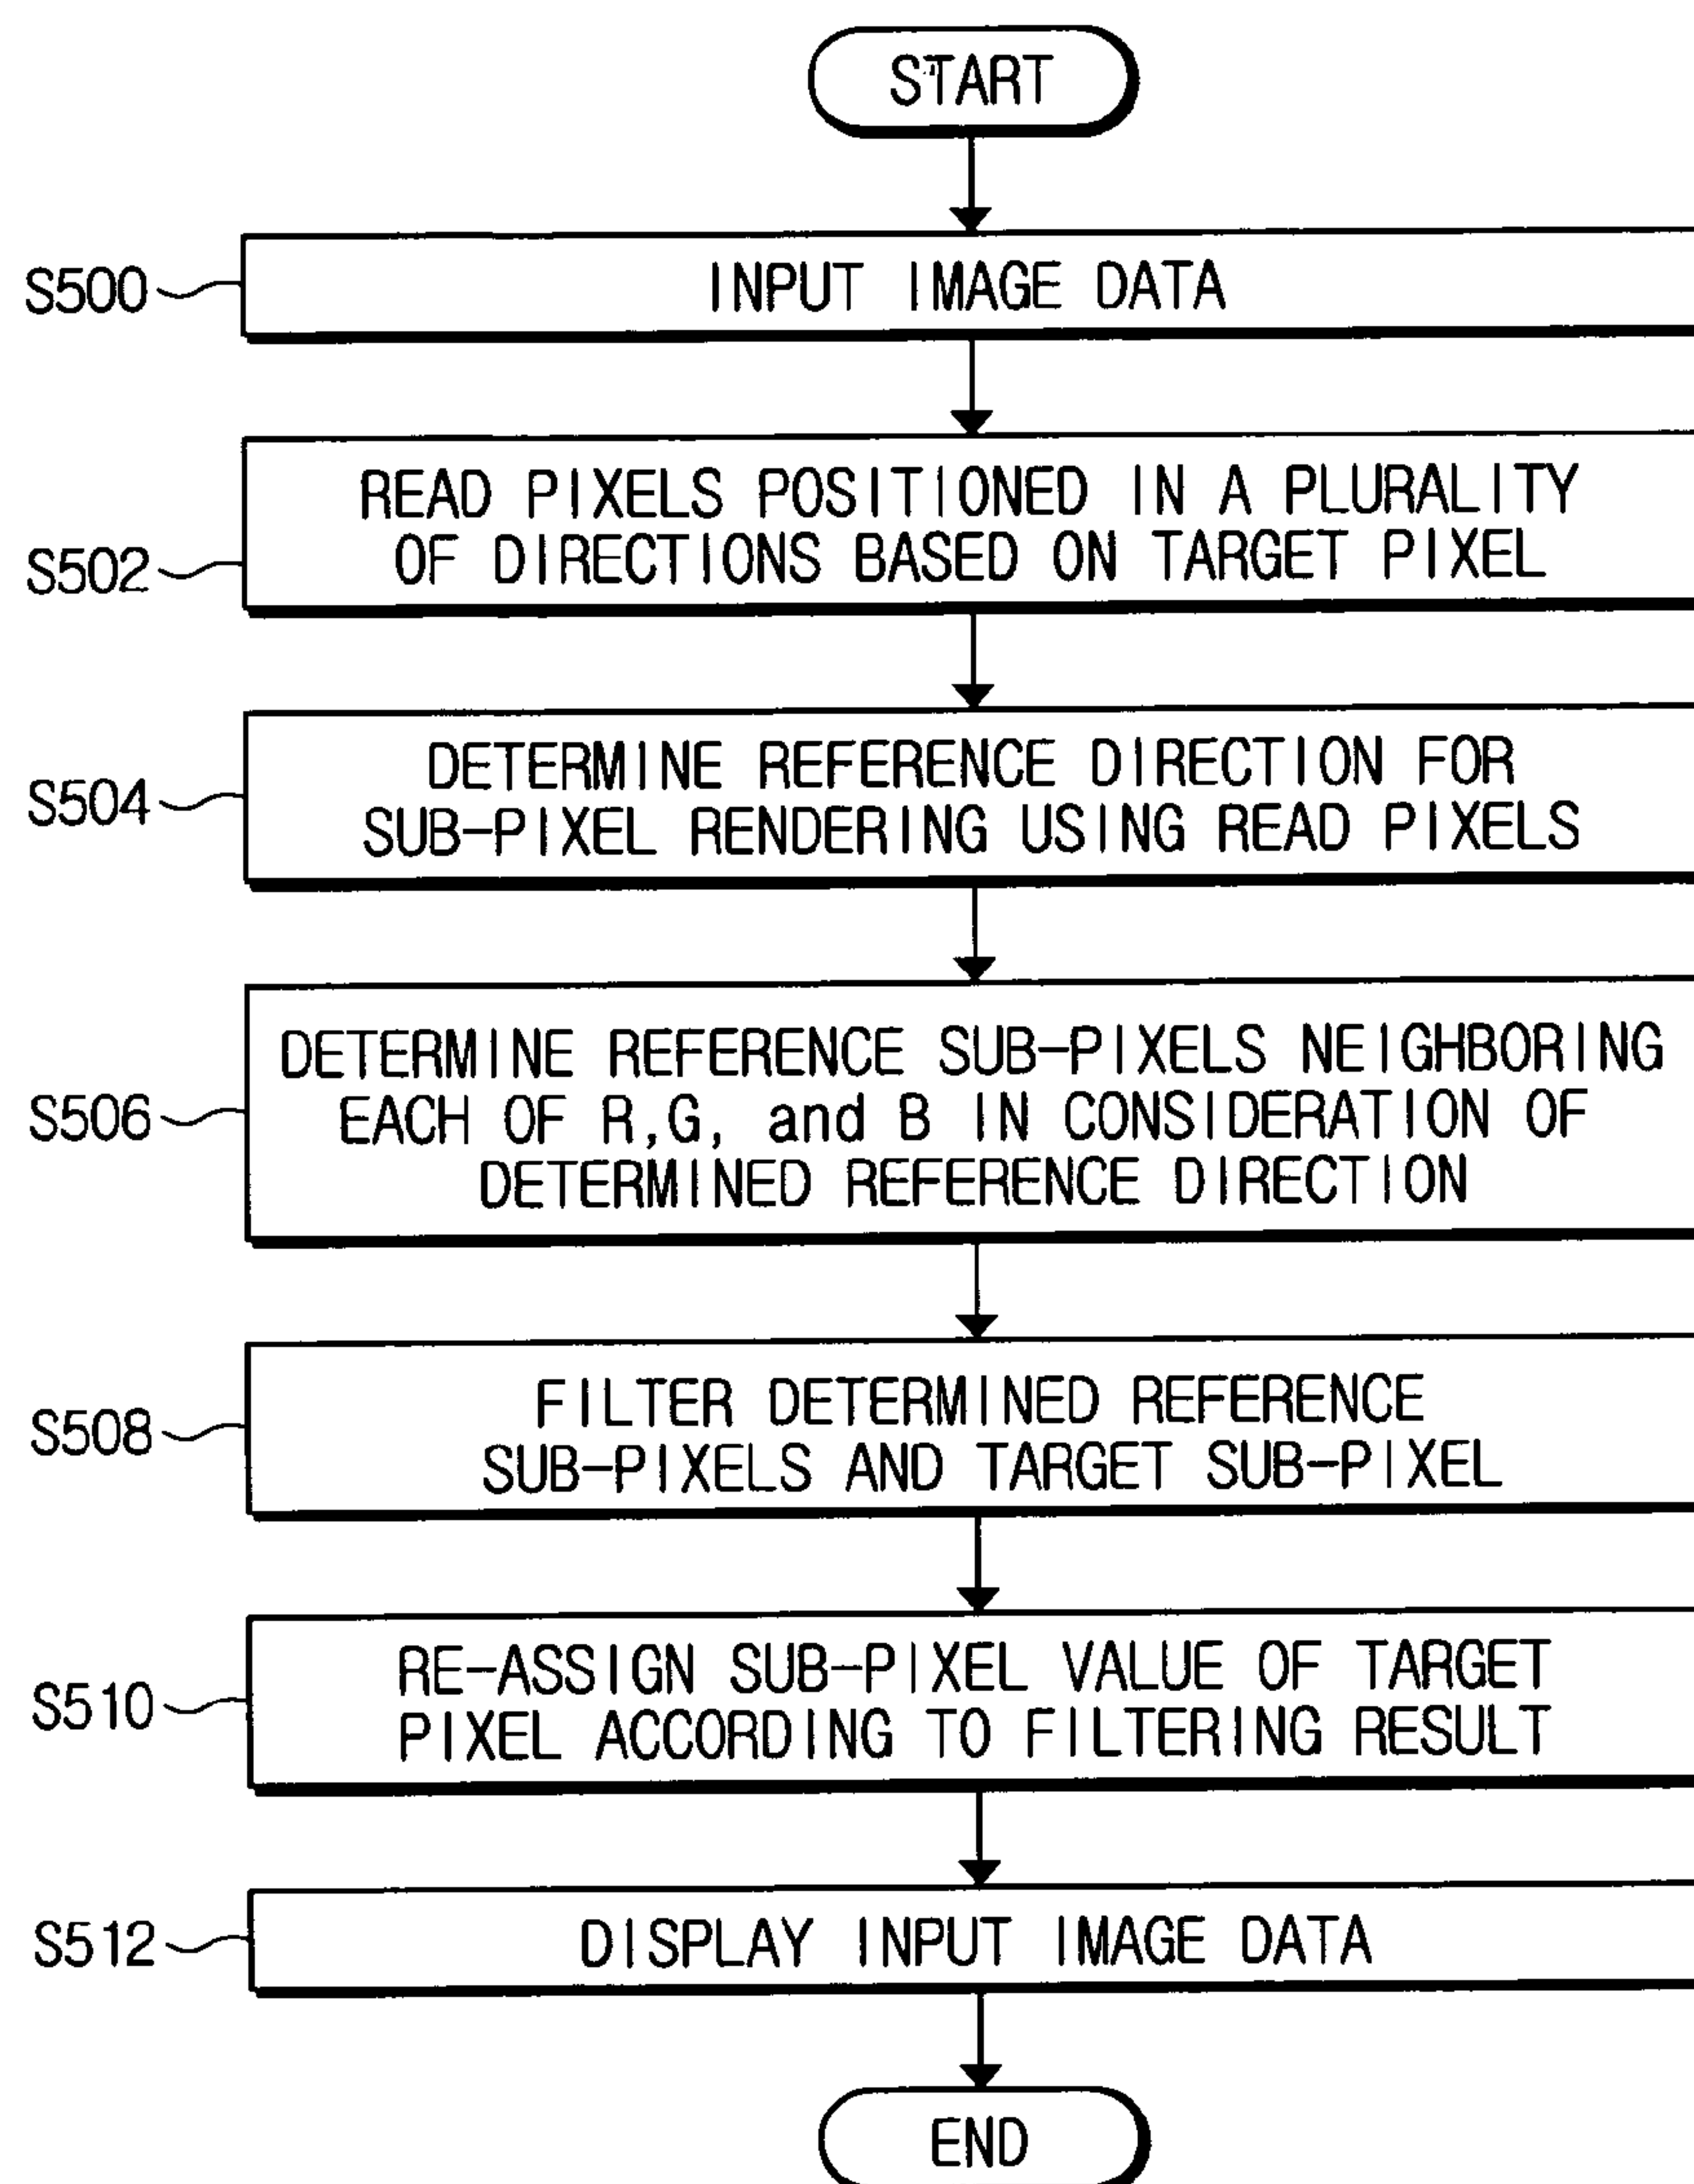 START
S500
INPUT IMAGE DATA
S502
READ PIXELS POSITIONED IN A PLURALITY
OF DIRECTIONS BASED ON TARGET PIXEL
S504
DETERMINE REFERENCE DIRECTION FOR
SUB-PIXEL RENDERING USING READ PIXELS
S506
DETERMINE REFERENCE SUB-PIXELS NEIGHBORING
EACH OF R,G, and B IN CONSIDERATION OF
DETERMINED REFERENCE DIRECTION
S508
FILTER DETERMINED REFERENCE
SUB-PIXELS AND TARGET SUB-PIXEL
S510
RE-ASSIGN SUB-PIXEL VALUE OF TARGET
PIXEL ACCORDING TO FILTERING RESULT
S512
DISPLAY INPUT IMAGE DATA
END